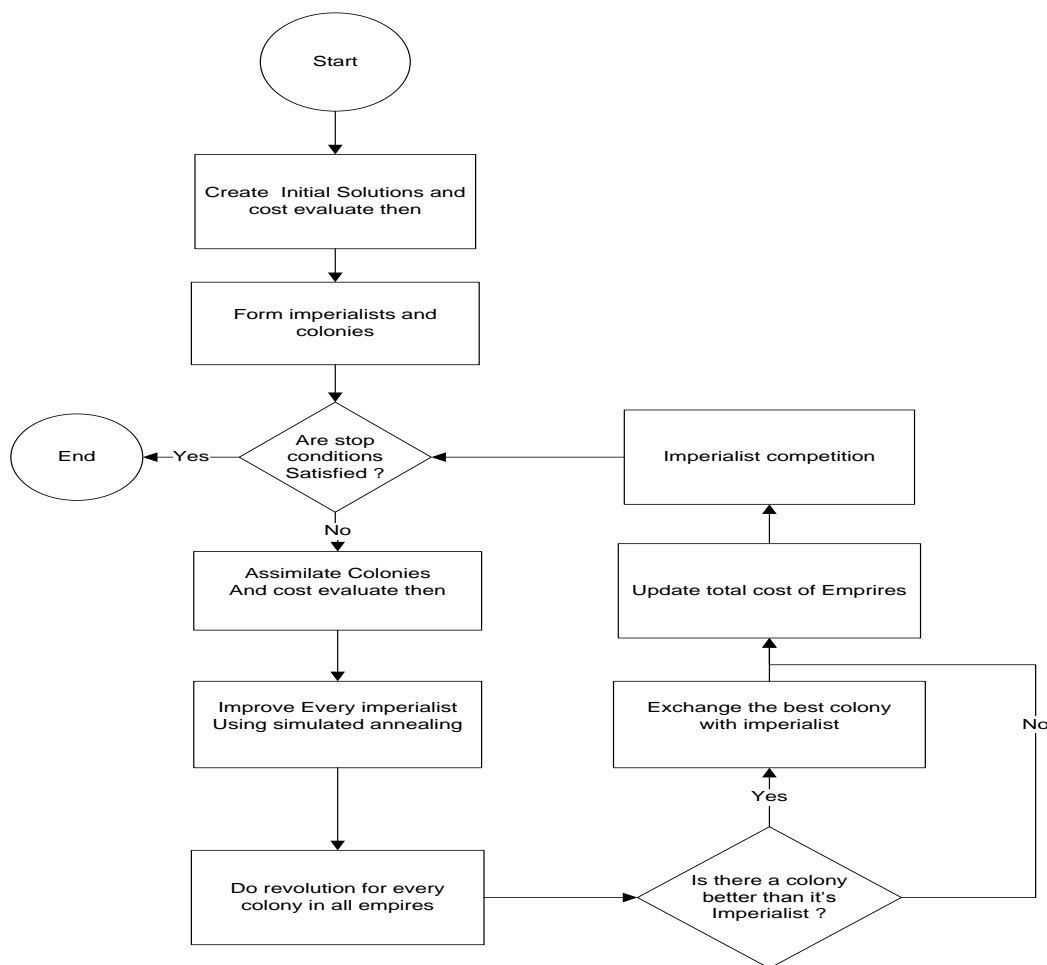 Start
Create Initial Solutions and
cost evaluate then
Form imperialists and
colonies
Are stop
conditions
Satisfied ?
Yes
End
No
Assimilate Colonies
And cost evaluate then
Improve Every imperialist
Using simulated annealing
Do revolution for every
colony in all empires
Is there a colony
better than it's
Imperialist ?
Yes
No
Exchange the best colony
with imperialist
Update total cost of Emprires
Imperialist competition